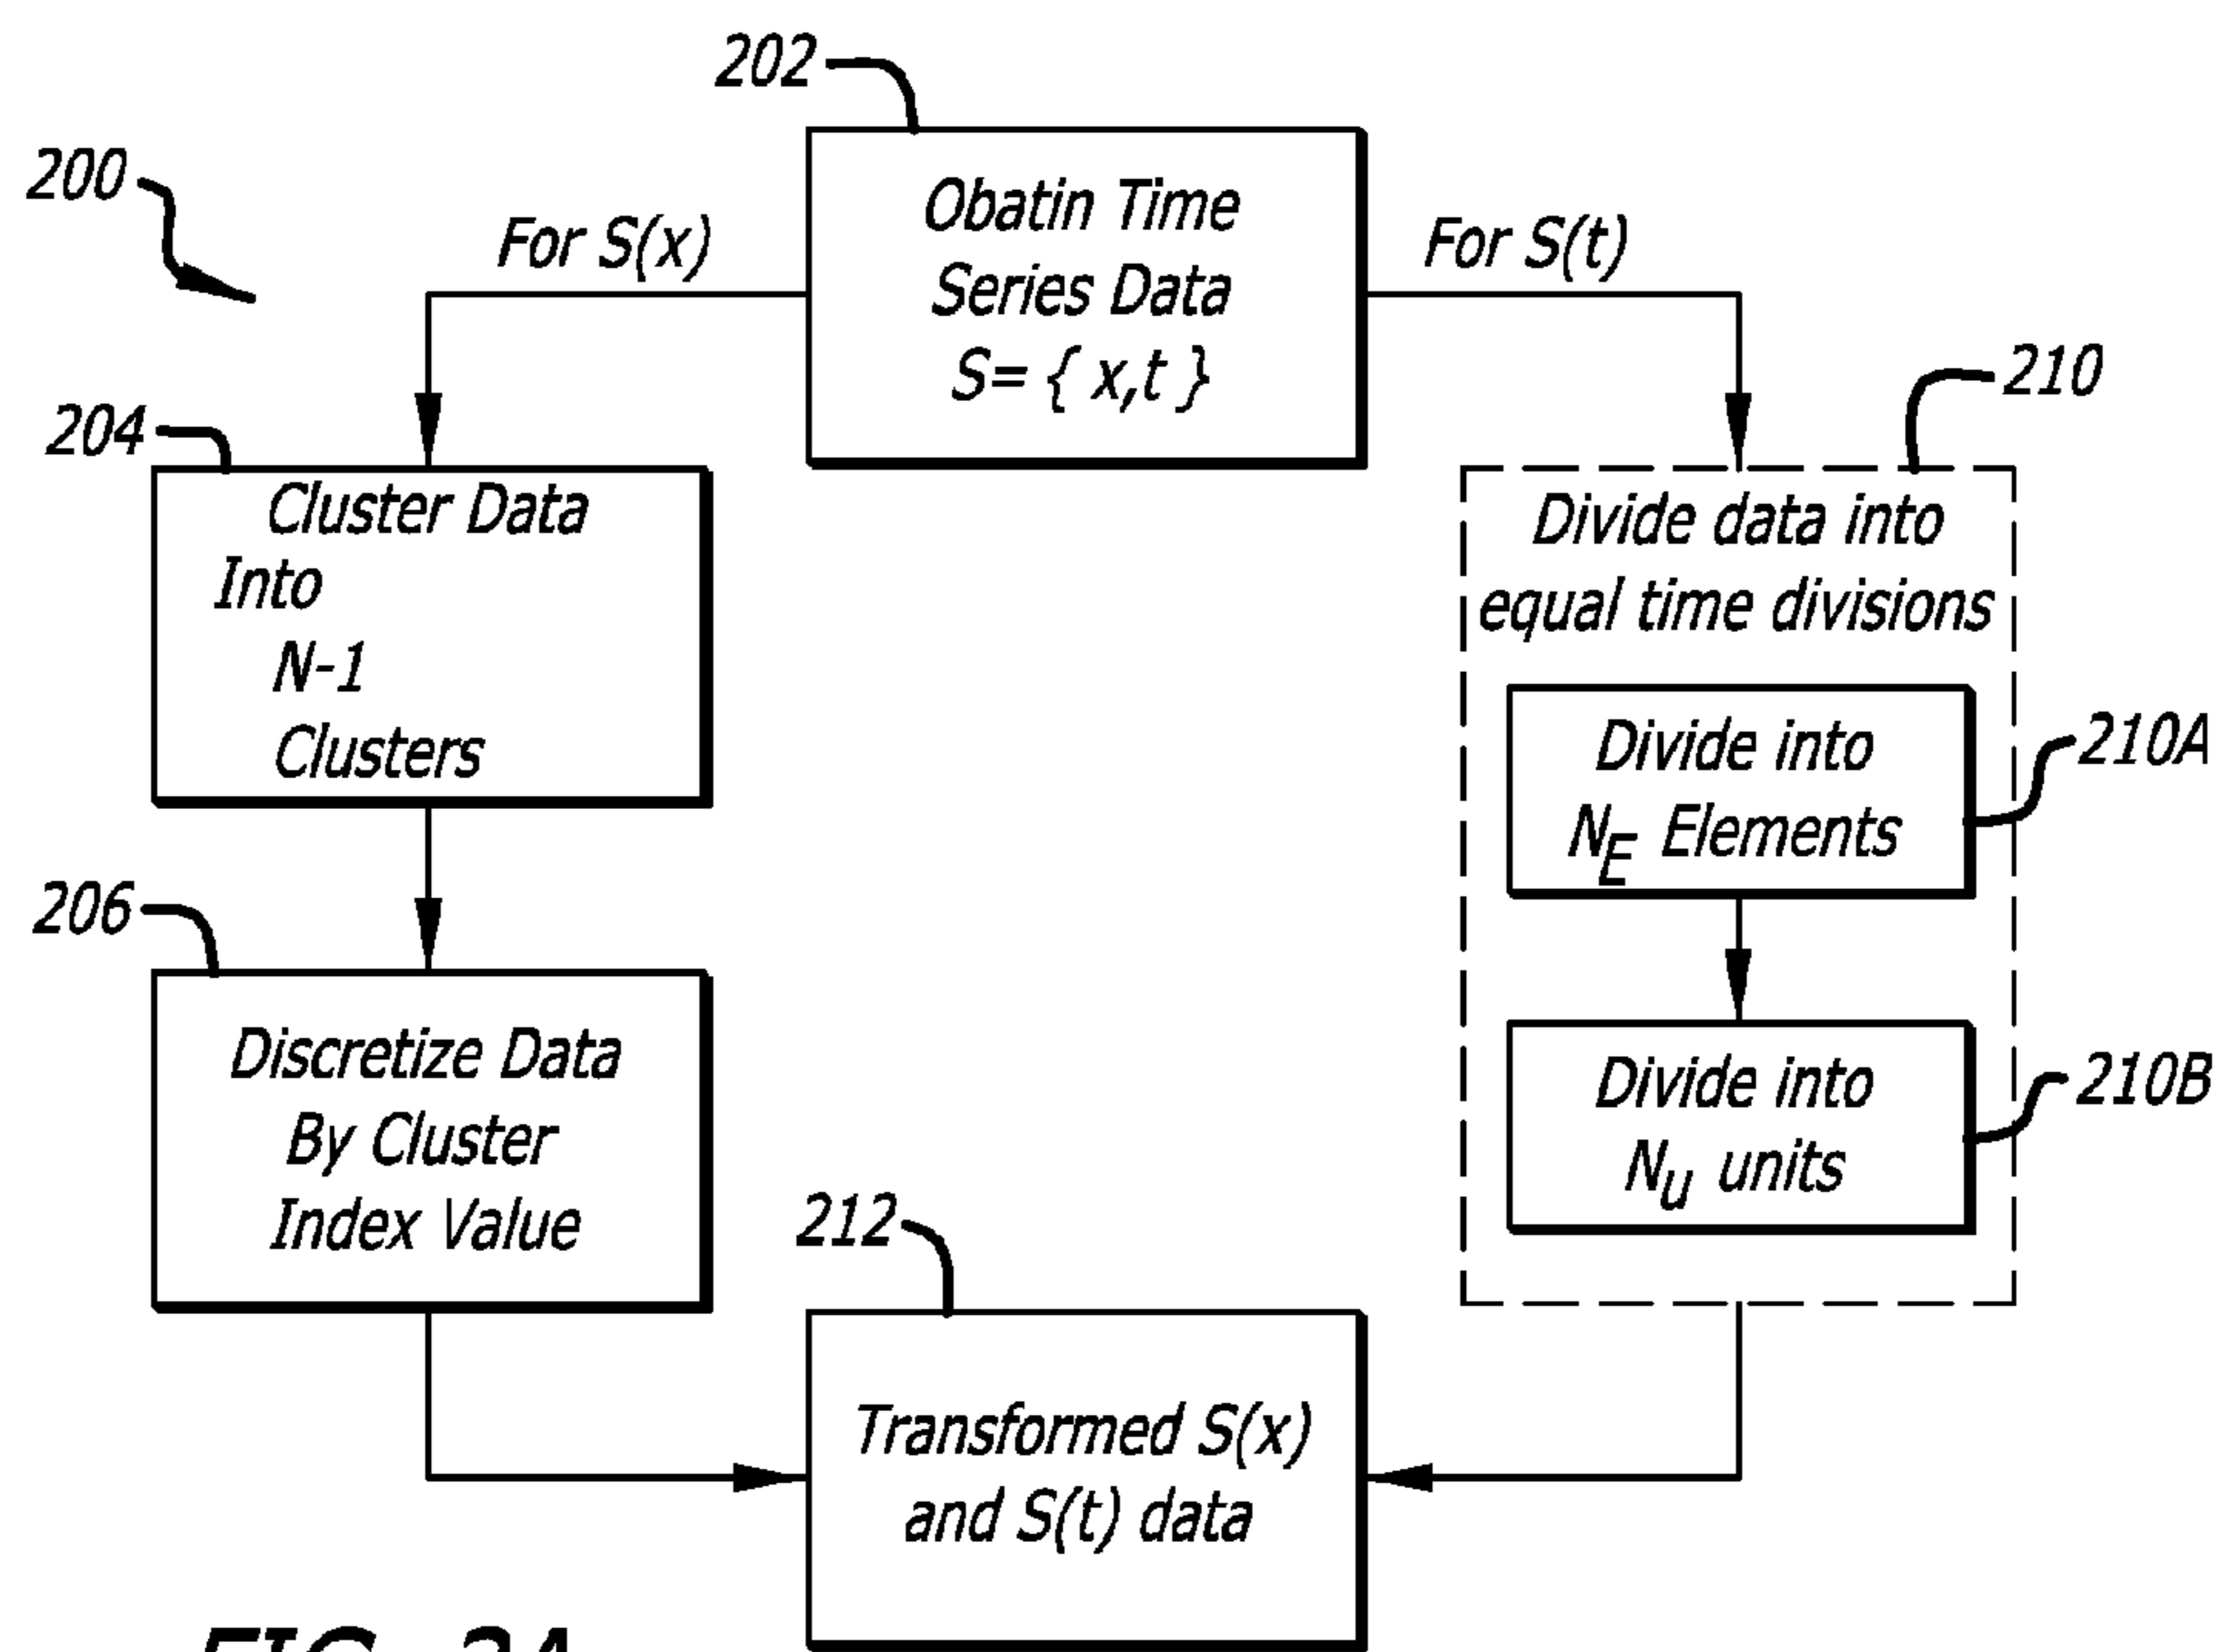 202
200
Obatin Time
Series Data
S= { x,t }
For S(x)
For S(t)
204
Cluster Data
Into
N-1
Clusters
206
Discretize Data
By Cluster
Index Value
210
Divide data into
equal time divisions
210A
Divide into
N_E Elements
210B
Divide into
N_U units
212
Transformed S(x)
and S(t) data